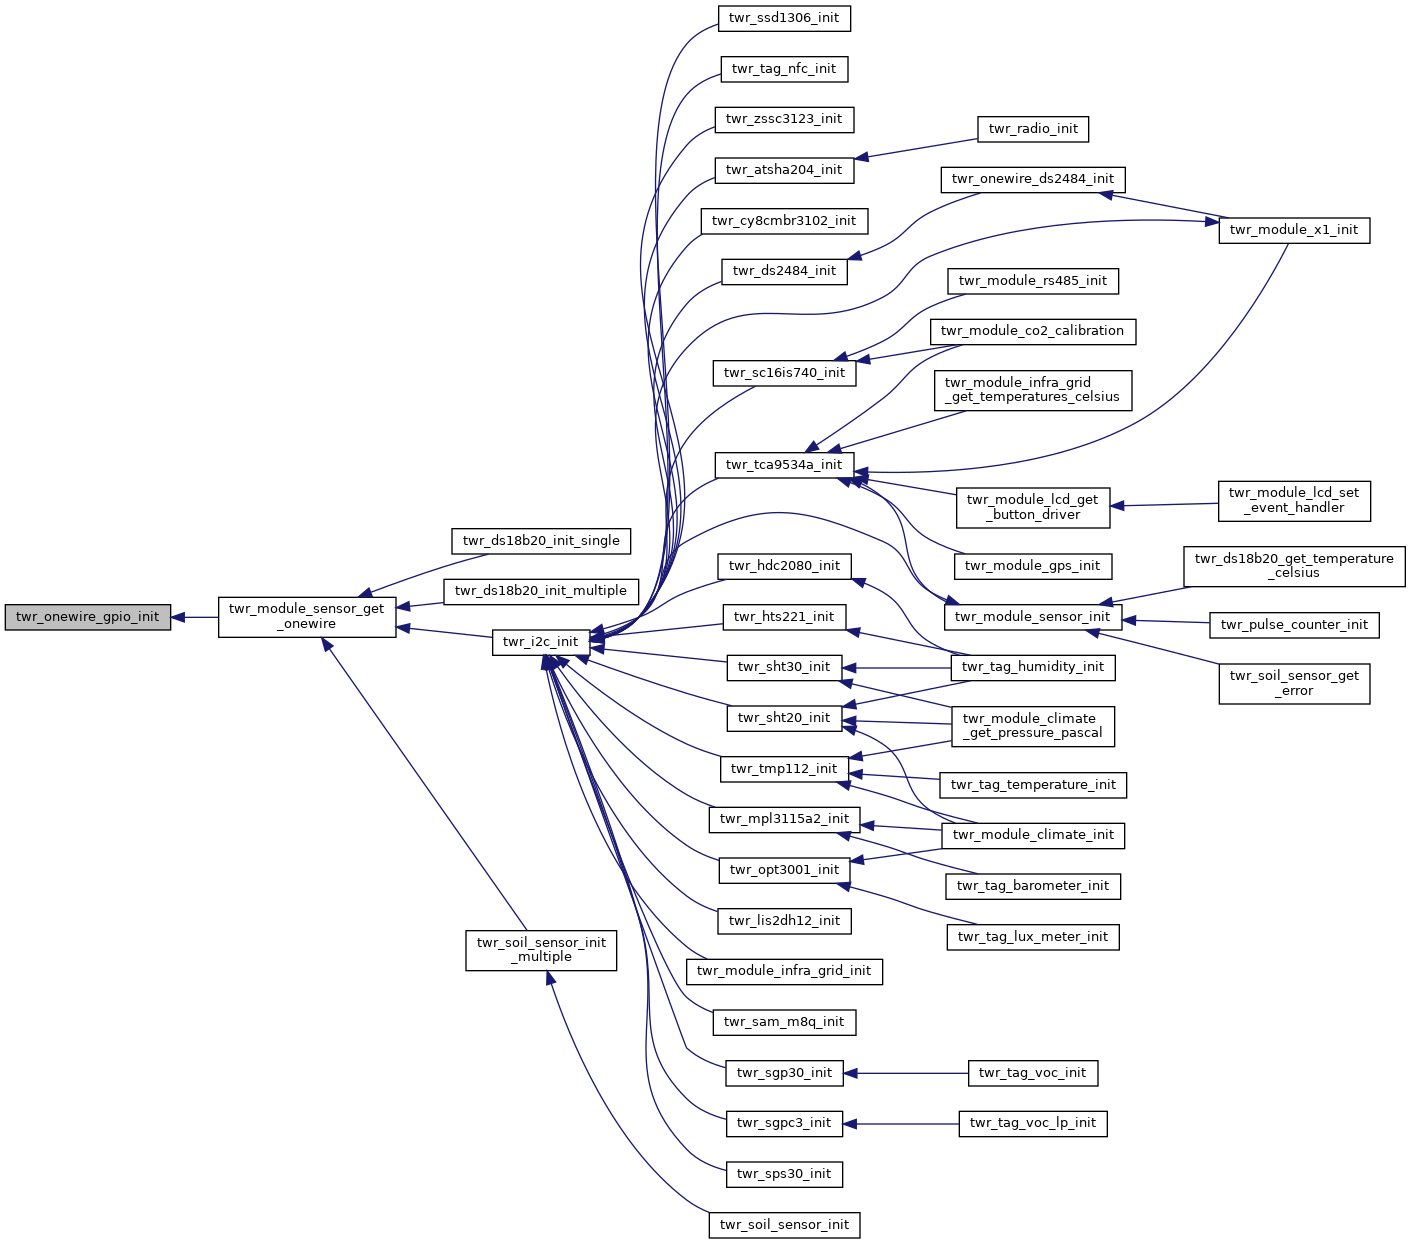 twr_ssd1306_init
twr_tag_nfc_init
twr_zssc3123_init
twr_radio_init
twr_atsha204_init
twr_onewire_ds2484_init
twr_cy8cmbr3102_init
twr_module_x1_init
twr_ds2484_init
twr_module_rs485_init
twr_module_co2_calibration
twr_sc16is740_init
twr_module_infra_grid
_get_temperatures_celsius
twr_tca9534a_init
twr_module_lcd_get
_button_driver
twr_module_lcd_set
_event_handler
twr_ds18b20_init_single
twr_hdc2080_init
twr_module_gps_init
twr_ds18b20_get_temperature
_celsius
twr_ds18b20_init_multiple
twr_onewire_gpio_init
twr_module_sensor_get
_onewire
twr_hts221_init
twr_module_sensor_init
twr_pulse_counter_init
twr_i2c_init
twr_sht30_init
twr_tag_humidity_init
twr_soil_sensor_get
_error
twr_sht20_init
twr_module_climate
_get_pressure_pascal
twr_tmp112_init
twr_tag_temperature_init
twr_mpl3115a2_init
twr_module_climate_init
twr_opt3001_init
twr_tag_barometer_init
twr_lis2dh12_init
twr_tag_lux_meter_init
twr_soil_sensor_init
_multiple
twr_module_infra_grid_init
twr_sam_m8q_init
twr_sgp30_init
twr_tag_voc_init
twr_sgpc3_init
twr_tag_voc_lp_init
twr_sps30_init
twr_soil_sensor_init